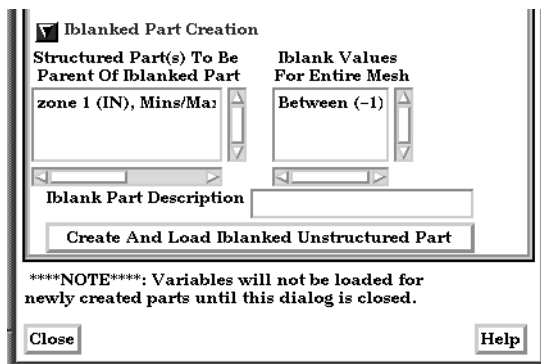 Iblanked Part Creation
Structured Part(s) To Be
Parent Of Iblanked Part
Iblank Values
For Entire Mesh
zone 1 (IN), Mins/Max
Between (-1)
Iblank Part Description
Create And Load Iblanked Unstructured Part
****NOTE****: Variables will not be loaded for
newly created parts until this dialog is closed.
Close
Help